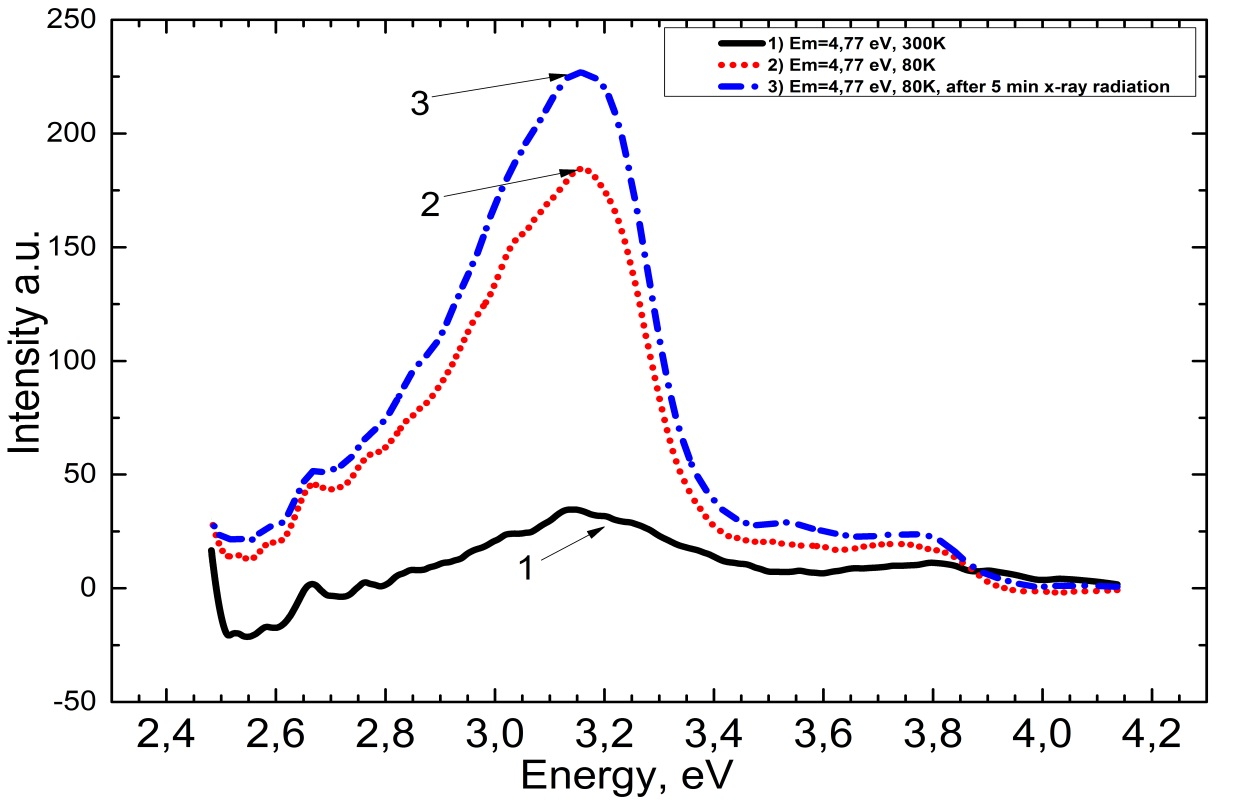 250
200
150
100
50
0
-50
Intensity a.u.
1) Em=4,77 eV, 300K
2) Em=4,77 eV, 80K
3) Em=4,77 eV, 80K, after 5 min x-ray radiation
3
2
1
2,4 2,6 2,8 3,0 3,2 3,4 3,6 3,8 4,0 4,2
Energy, eV